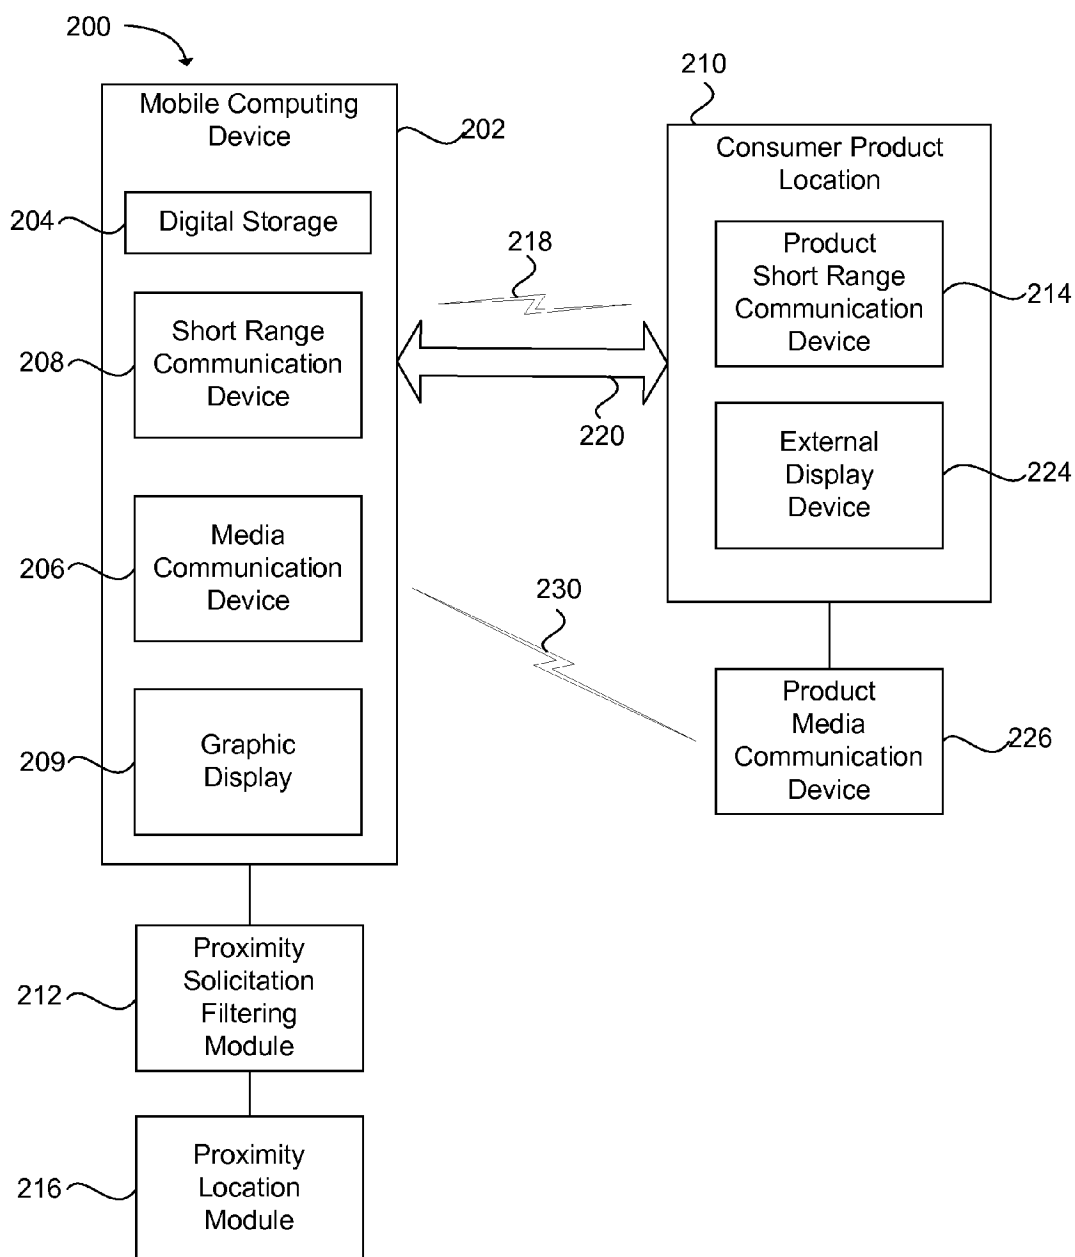 200
Mobile Computing
Device
202
204
Digital Storage
208
Short Range
Communication
Device
206
Media
Communication
Device
209
Graphic
Display
212
Proximity
Solicitation
Filtering
Module
216
Proximity
Location
Module
218
220
230
210
Consumer Product
Location
Product
Short Range
Communication
Device
214
External
Display
Device
224
Product
Media
Communication
Device
226